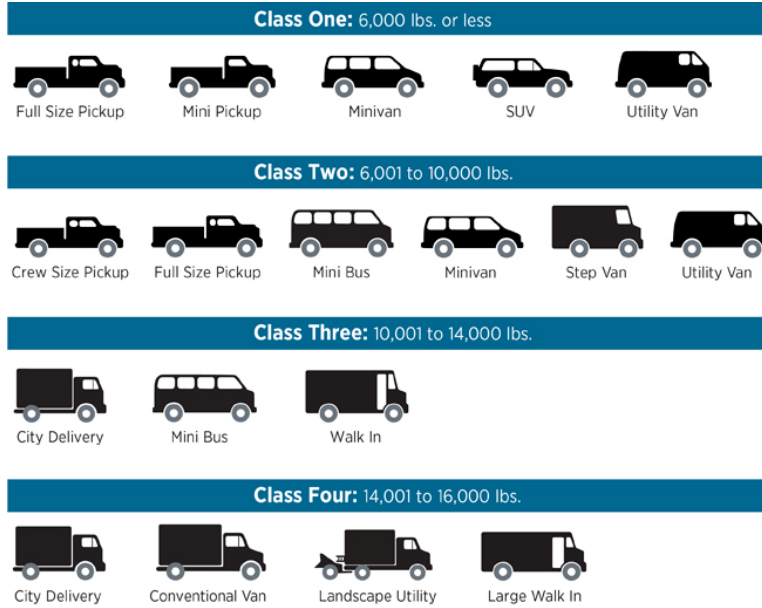 Class One: 6,000 lbs. or less
Full Size Pickup Mini Pickup Minivan SUV Utility Van
Class Two: 6,001 to 10,000 lbs.
Crew Size Pickup Full Size Pickup Mini Bus Minivan Step Van Utility Van
Class Three: 10,001 to 14,000 lbs.
City Delivery Mini Bus Walk In
Class Four: 14,001 to 16,000 lbs.
City Delivery Conventional Van Landscape Utility Large Walk In